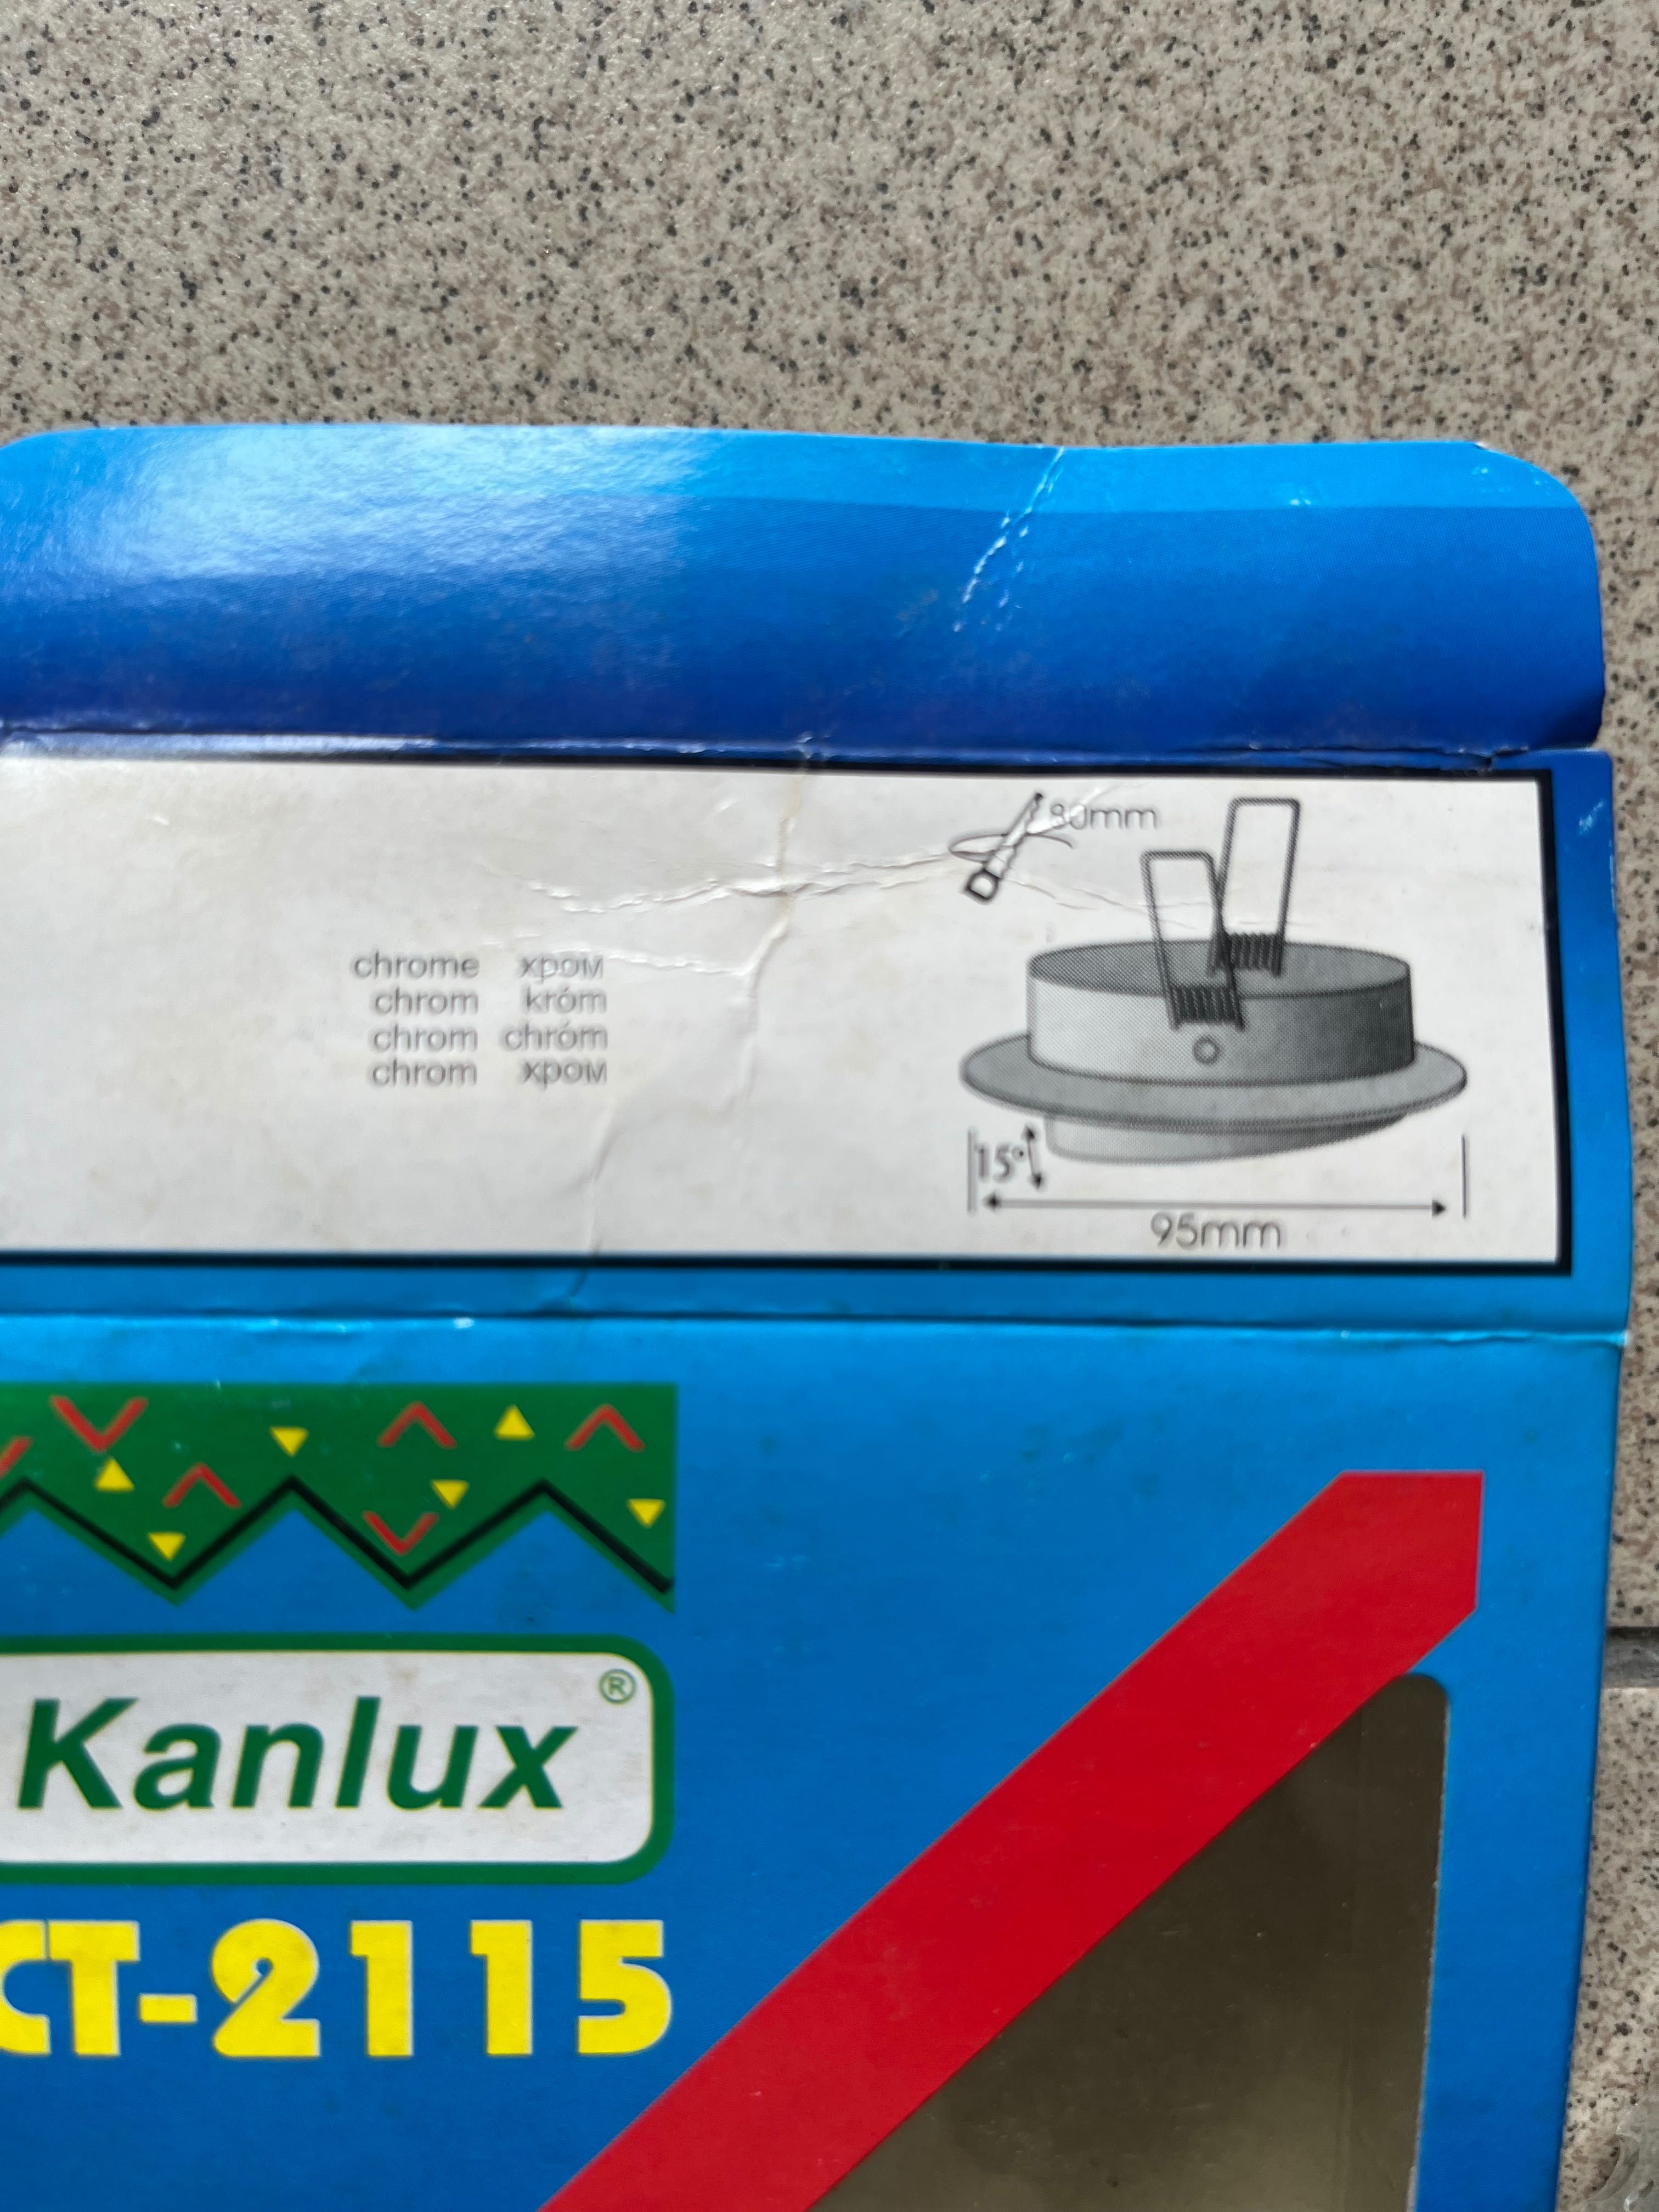 80mm
chrome хром
chrom króm
chrom chróm
chrom хром
15°
95mm
Kanlux®
CT-2115